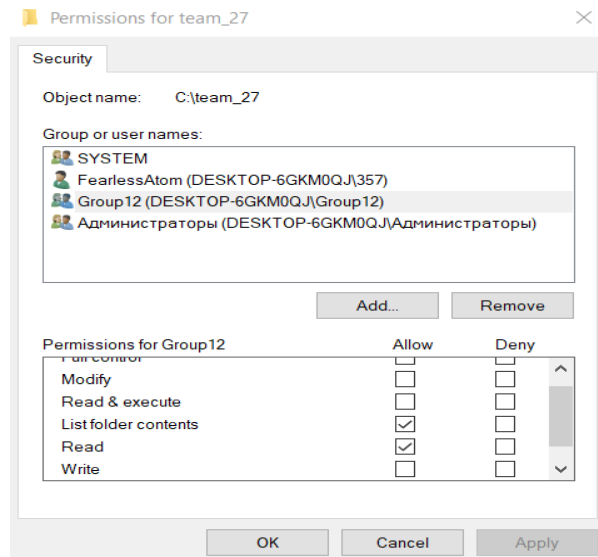 Permissions for team_27
Security
Object name: C:\team_27
Group or user names:
SYSTEM
FearlessAtom (DESKTOP-6GKM0QJ\357)
Group12 (DESKTOP-6GKM0QJ\Group12)
Администраторы (DESKTOP-6GKM0QJ\Администраторы)
Add... Remove
Permissions for Group12 Allow Deny
Full control
Modify
Read & execute
List folder contents
Read
Write
OK Cancel Apply